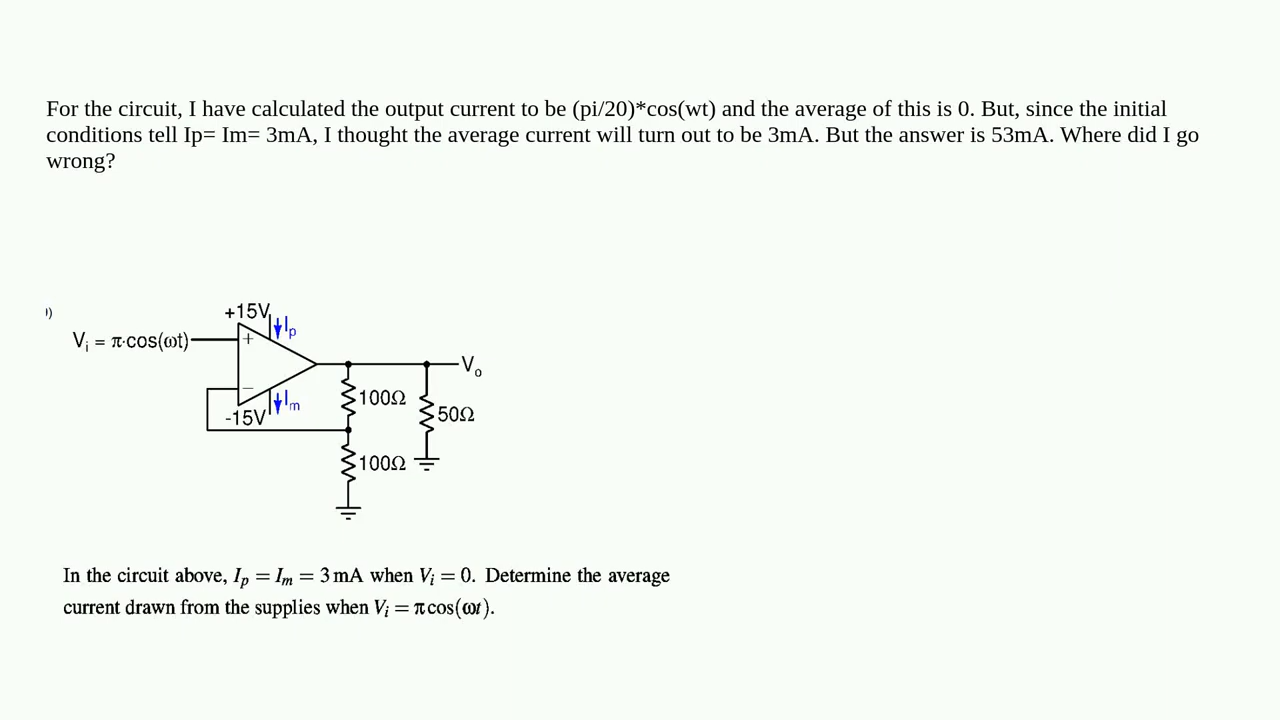 For the circuit, I have calculated the output current to be (pi/20)*cos(wt) and the average of this is 0. But, since the initial
conditions tell Ip= Im= 3mA, I thought the average current will turn out to be 3mA. But the answer is 53mA. Where did I go
wrong?
+15V
Ip
)
Vi = π·cos(ωt)
+
Vo
−
Im
100Ω
-15V
50Ω
100Ω
In the circuit above, Ip = Im = 3 mA when Vi = 0. Determine the average
current drawn from the supplies when Vi = π cos(ωt).